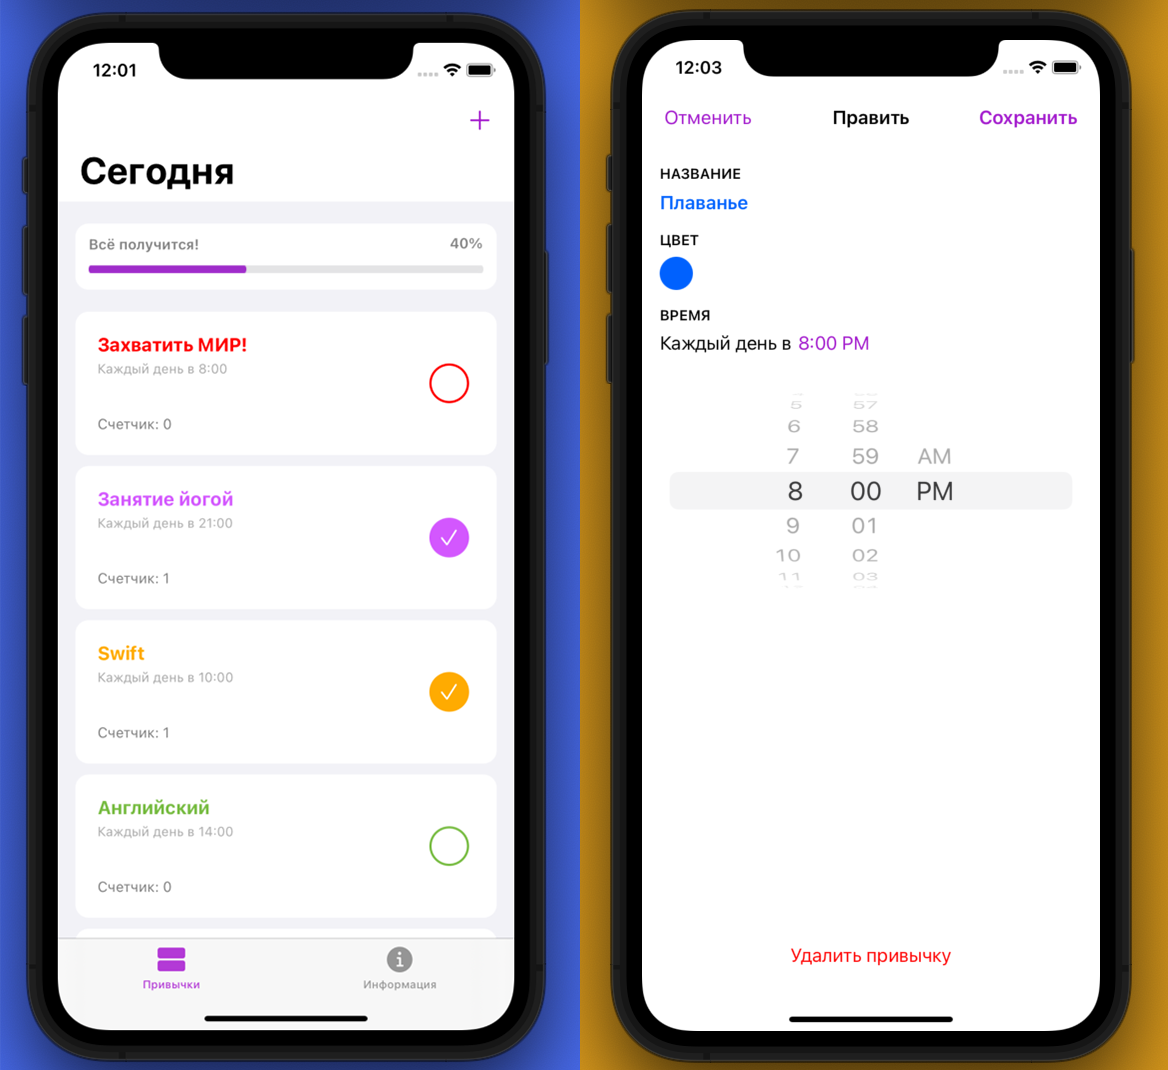 12:01
Сегодня
Всё получится!
40%
Захватить МИР!
Каждый день в 8:00
Счетчик: 0
Занятие йогой
Каждый день в 21:00
Счетчик: 1
Swift
Каждый день в 10:00
Счетчик: 1
Английский
Каждый день в 14:00
Счетчик: 0
Привычки
Информация
12:03
Отменить Править Сохранить
НАЗВАНИЕ
Плаванье
ЦВЕТ
ВРЕМЯ
Каждый день в 8:00 PM
5 57
6 58
7 59 AM
8 00 PM
9 01
10 02
11 03
Удалить привычку